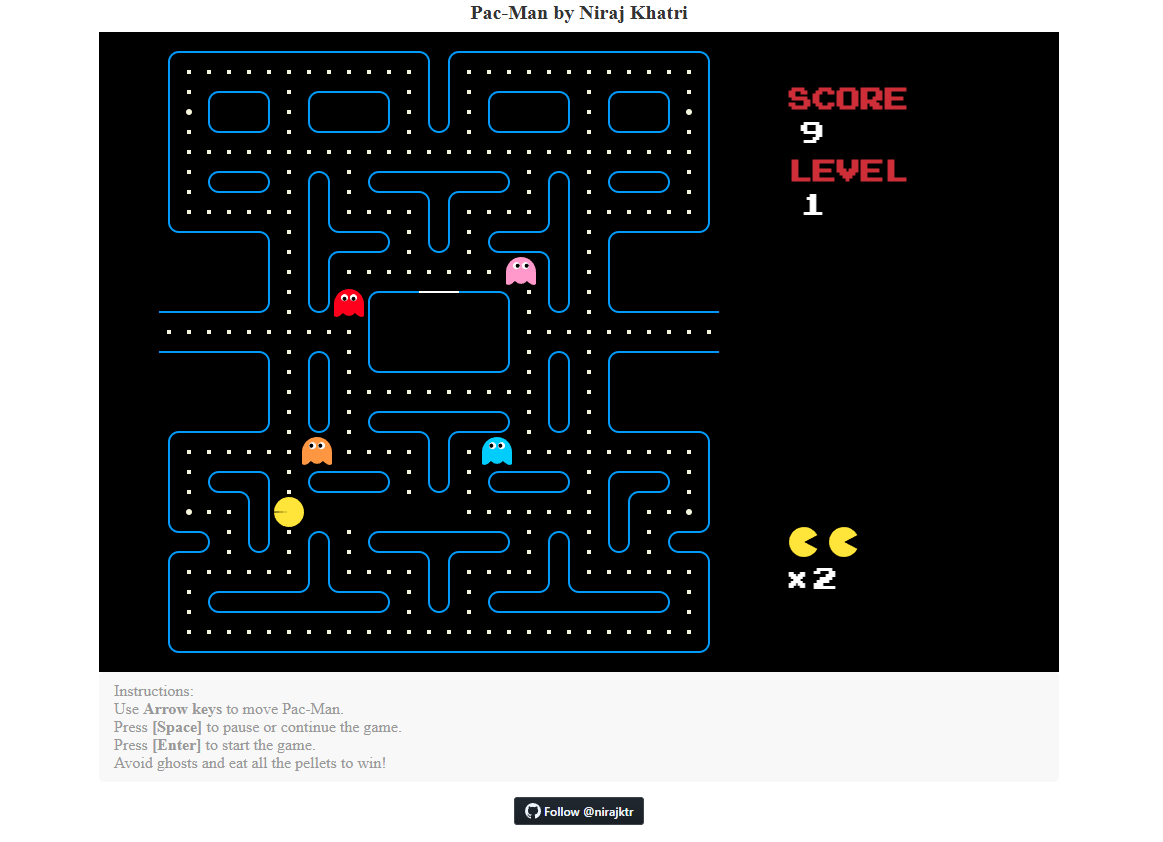 Pac-Man by Niraj Khatri
SCORE
9
LEVEL
1
x2
Instructions:
Use Arrow keys to move Pac-Man.
Press [Space] to pause or continue the game.
Press [Enter] to start the game.
Avoid ghosts and eat all the pellets to win!
Follow @nirajktr